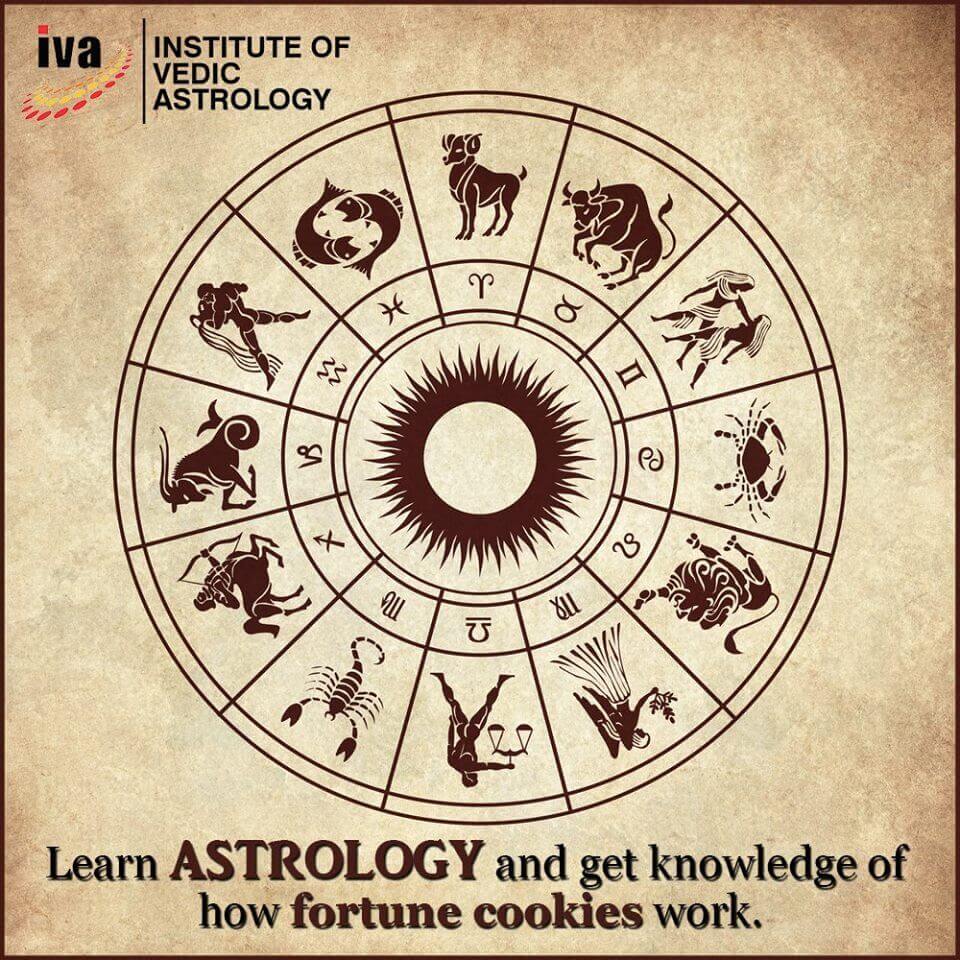 iva
INSTITUTE OF
VEDIC
ASTROLOGY
Learn ASTROLOGY and get knowledge of
how fortune cookies work.